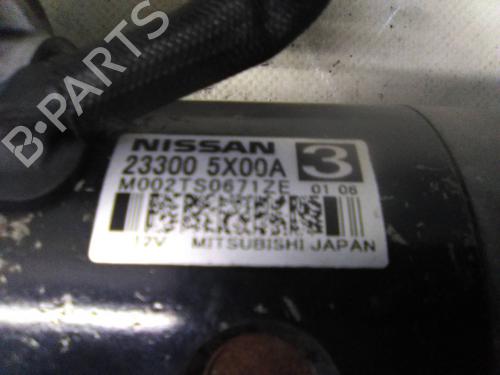 B-PARTS
NISSAN
23300 5X00A 3
M002TS0671ZE 01 06
12V MITSUBISHI JAPAN